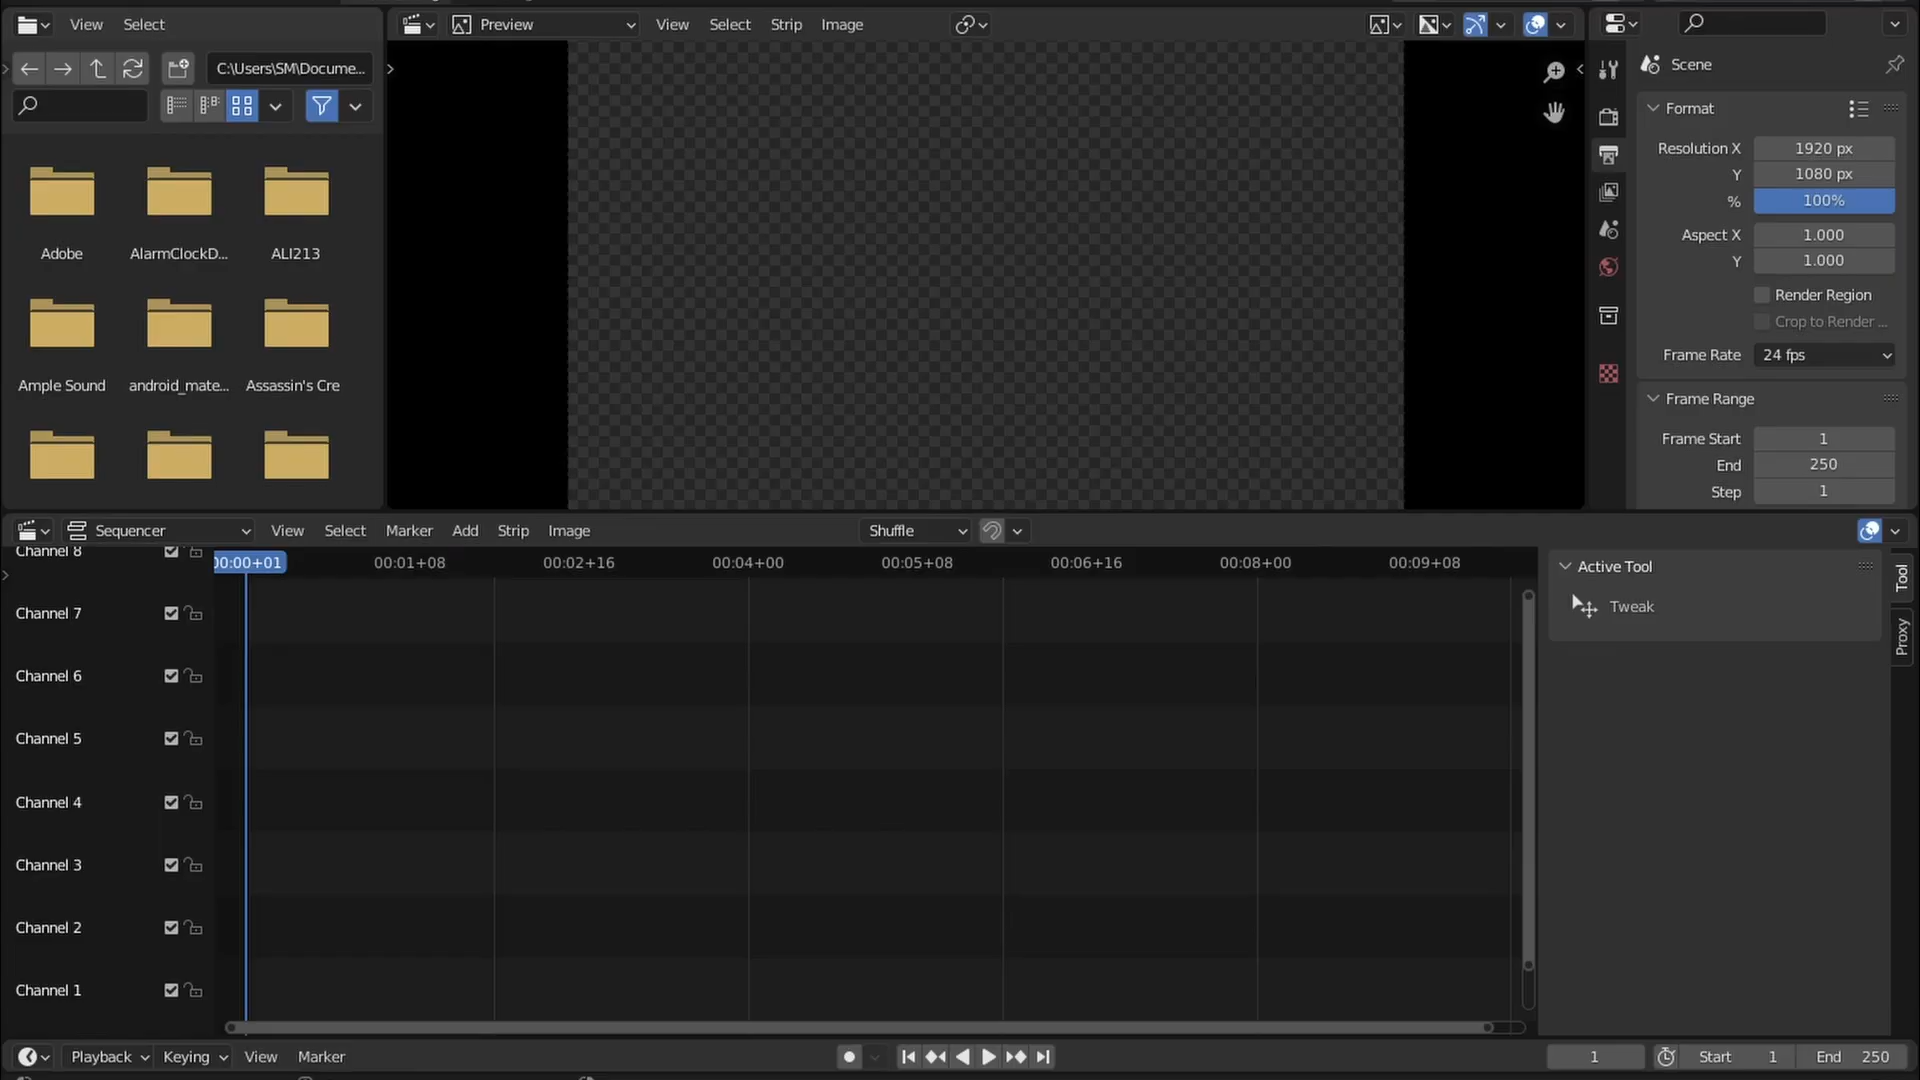 View Select
Preview View Select Strip Image
C:\Users\SM\Docume...
Scene
Format
Resolution X 1920 px
Y 1080 px
% 100%
Aspect X 1.000
Y 1.000
Render Region
Crop to Render ...
Frame Rate 24 fps
Frame Range
Frame Start 1
End 250
Step 1
Adobe AlarmClockD... ALI213
Ample Sound android_mate... Assassin's Cre
Sequencer View Select Marker Add Strip Image Shuffle
00:00+01 00:01+08 00:02+16 00:04+00 00:05+08 00:06+16 00:08+00 00:09+08
Channel 8
Channel 7
Channel 6
Channel 5
Channel 4
Channel 3
Channel 2
Channel 1
Active Tool
Tweak
Tool
Proxy
Playback Keying View Marker 1 Start 1 End 250